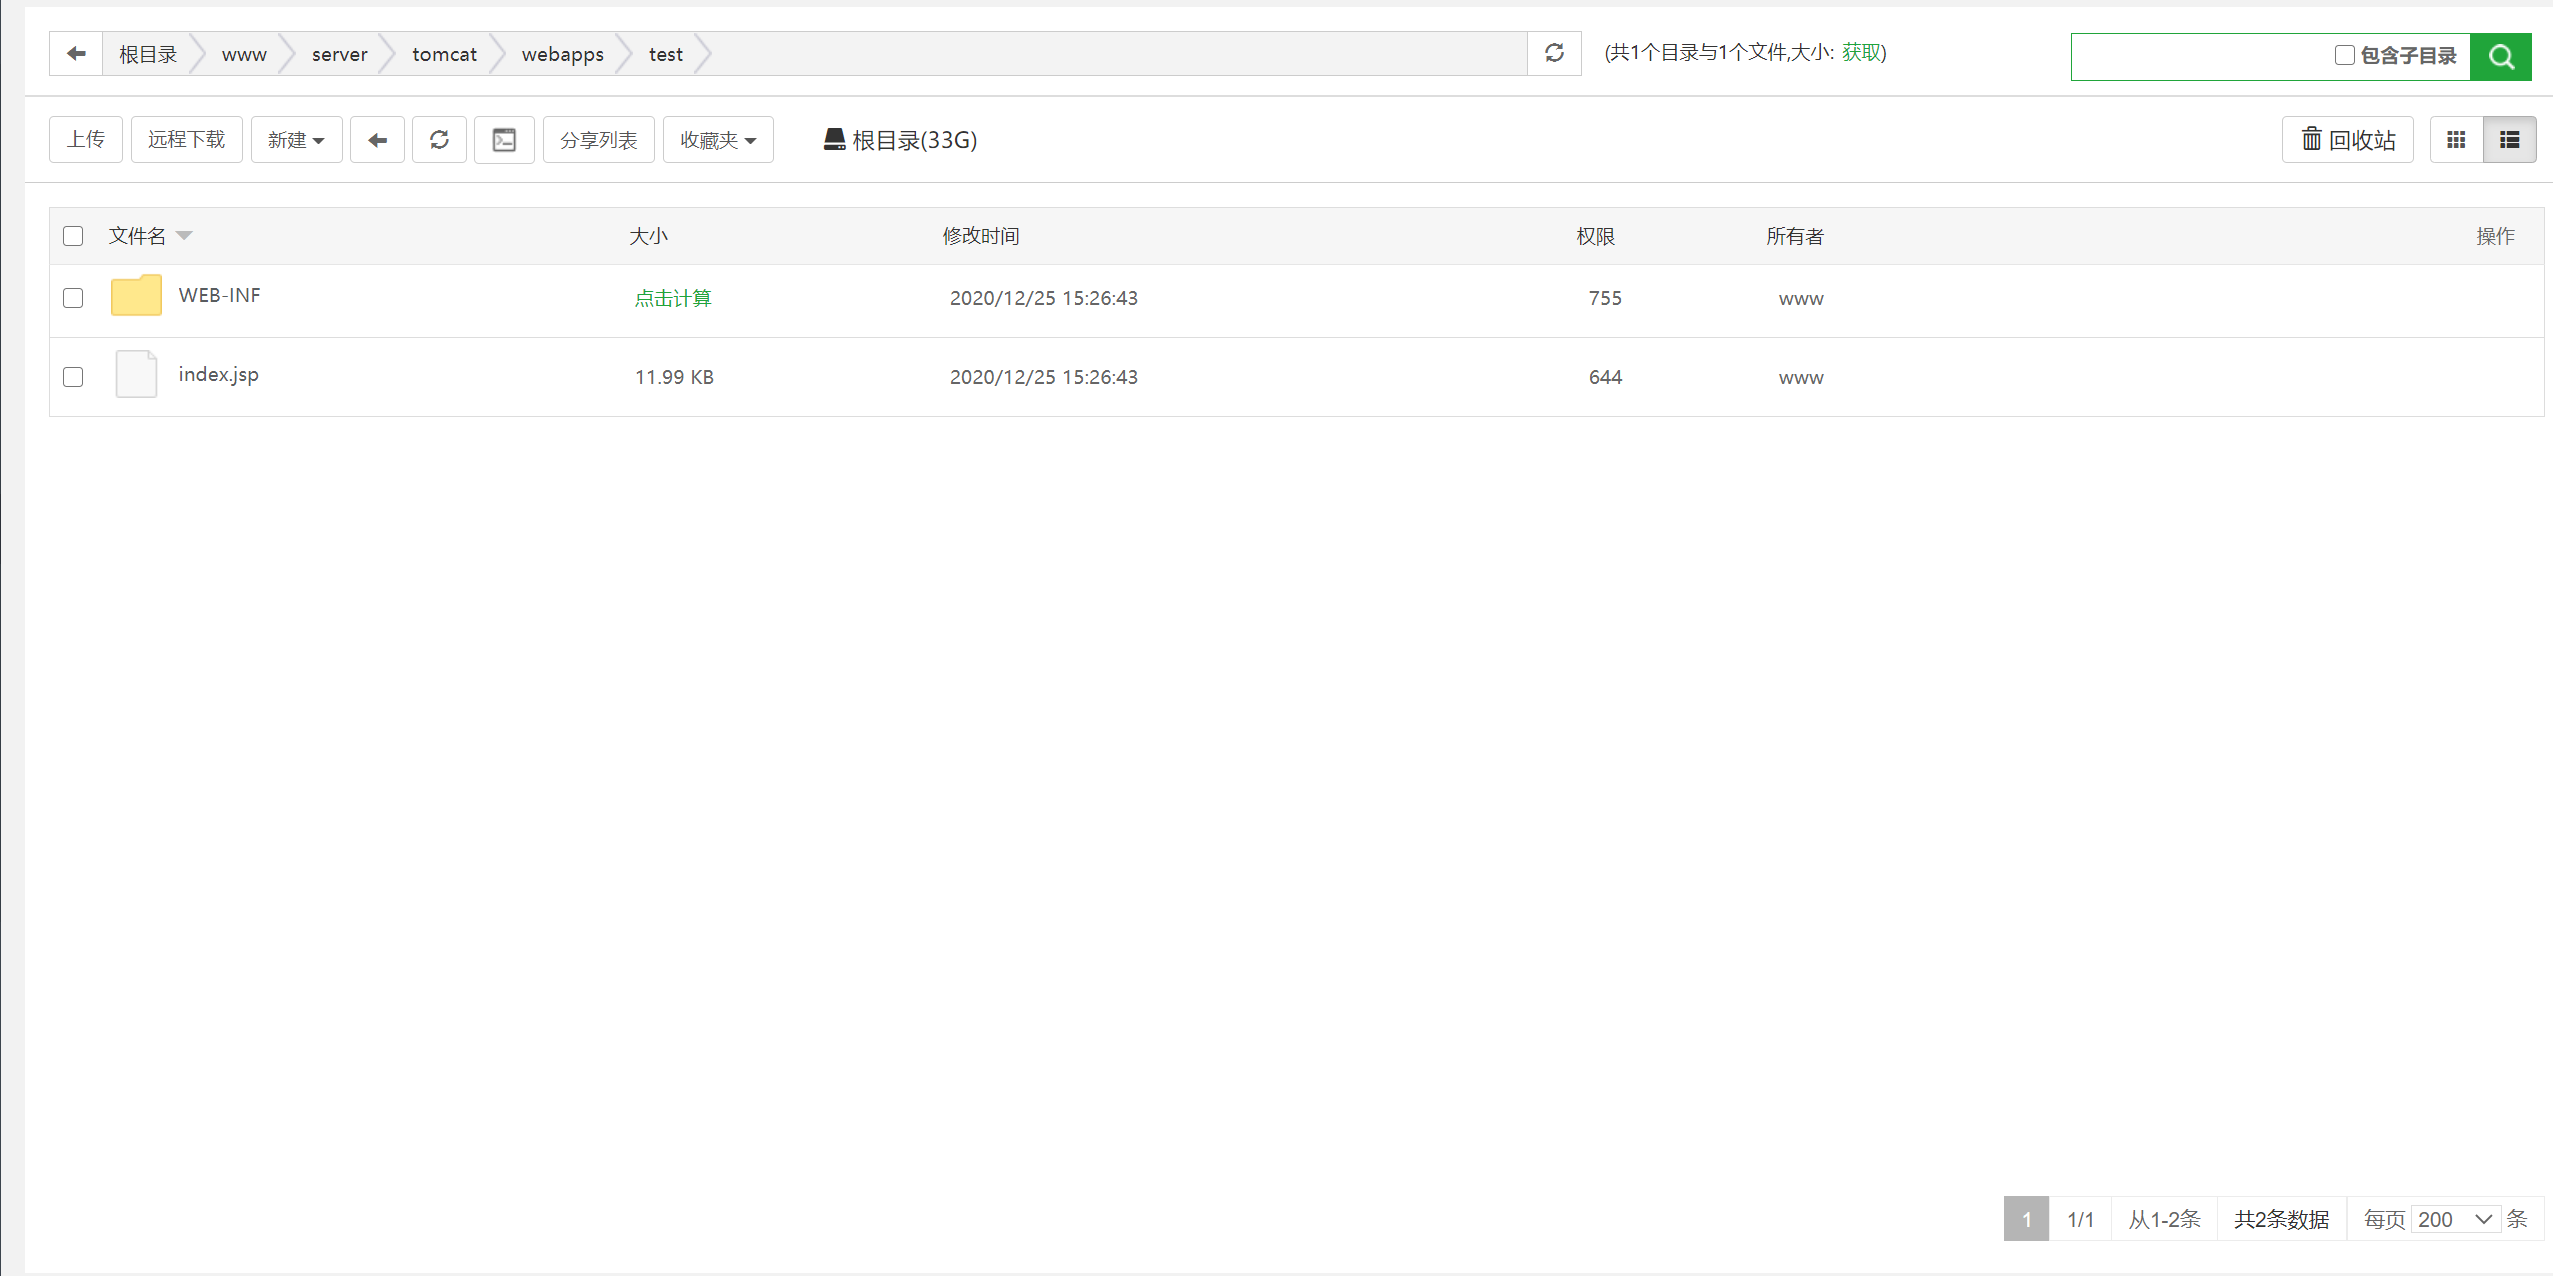 根目录 www server tomcat webapps test (共1个目录与1个文件,大小: 获取) 包含子目录
上传 远程下载 新建 分享列表 收藏夹 根目录(33G) 回收站
文件名 大小 修改时间 权限 所有者 操作
WEB-INF 点击计算 2020/12/25 15:26:43 755 www
index.jsp 11.99 KB 2020/12/25 15:26:43 644 www
1 1/1 从1-2条 共2条数据 每页 200 条